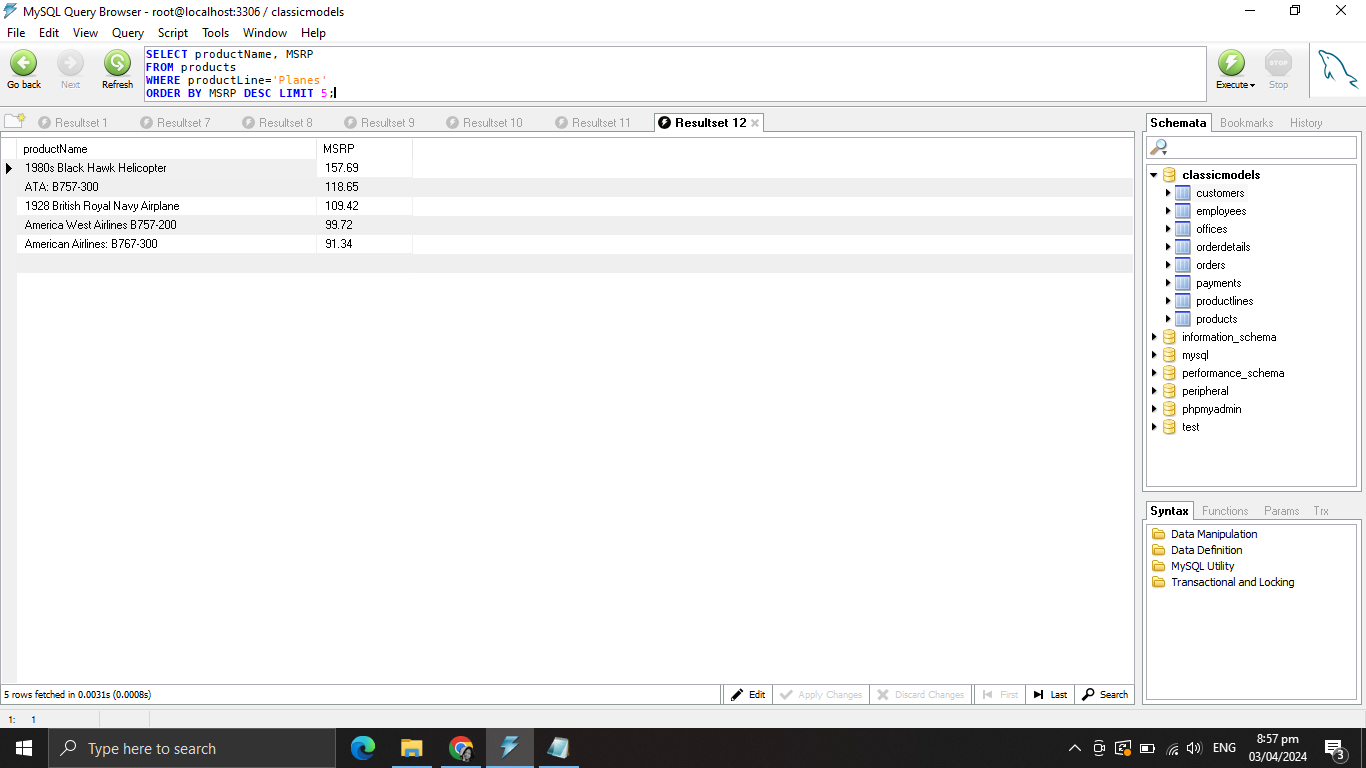 MySQL Query Browser - root@localhost:3306 / classicmodels
File Edit View Query Script Tools Window Help
Go back Next Refresh
SELECT productName, MSRP
FROM products
WHERE productLine='Planes'
ORDER BY MSRP DESC LIMIT 5;
Execute Stop
STOP
Resultset 1 Resultset 7 Resultset 8 Resultset 9 Resultset 10 Resultset 11 Resultset 12
productName MSRP
1980s Black Hawk Helicopter 157.69
ATA: B757-300 118.65
1928 British Royal Navy Airplane 109.42
America West Airlines B757-200 99.72
American Airlines: B767-300 91.34
Schemata Bookmarks History
classicmodels
customers
employees
offices
orderdetails
orders
payments
productlines
products
information_schema
mysql
performance_schema
peripheral
phpmyadmin
test
Syntax Functions Params Trx
Data Manipulation
Data Definition
MySQL Utility
Transactional and Locking
5 rows fetched in 0.0031s (0.0008s)
Edit Apply Changes Discard Changes First Last Search
1: 1
Type here to search
ENG
8:57 pm
03/04/2024
3